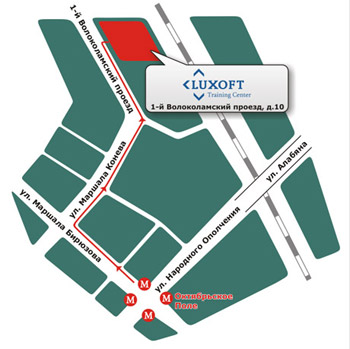 1-й Волоколамский проезд
LUXOFT
Training Center
1-й Волоколамский проезд, д.10
ул. Маршала Конева
ул. Алабяна
ул. Маршала Бирюзова
ул. Народного Ополчения
М
М
М
М
Октябрьское
Поле